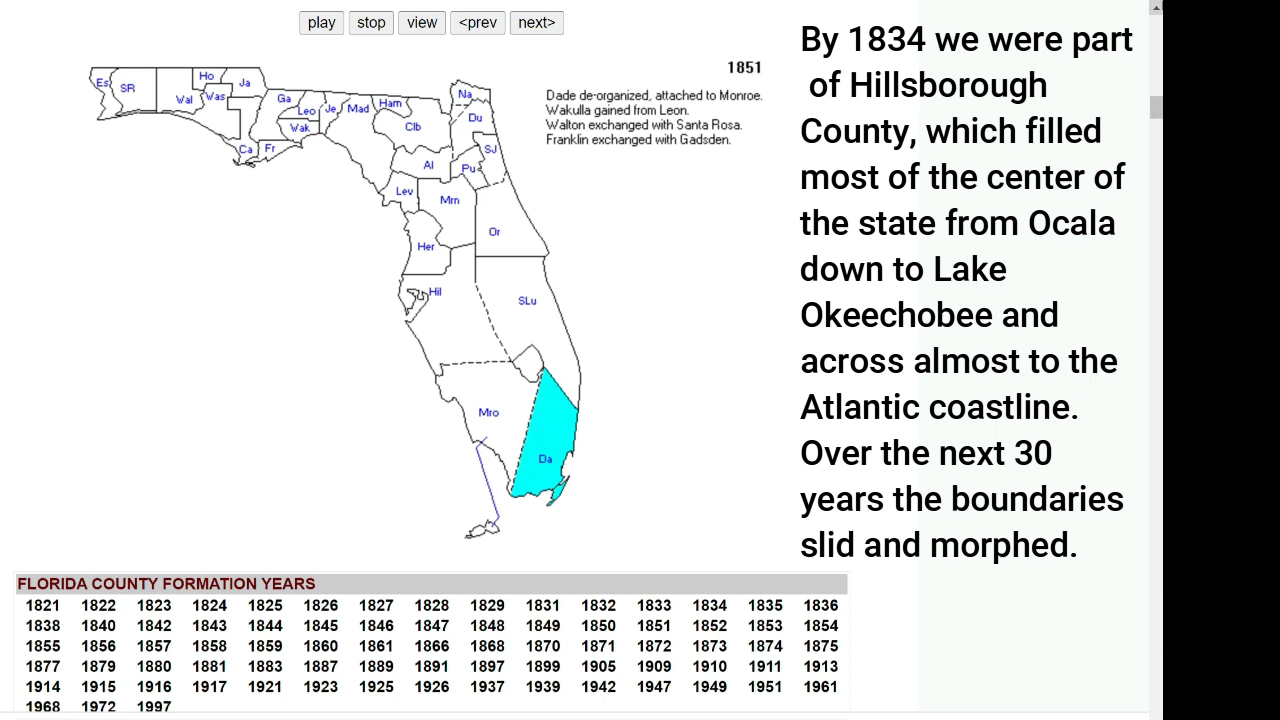 play stop view <prev next>
1851
Dade de-organized, attached to Monroe.
Wakulla gained from Leon.
Walton exchanged with Santa Rosa.
Franklin exchanged with Gadsden.
Es SR Wal Ho Was Ja
Ca Fr Ga Leo Wak Je Mad Ham Clb
Na
Du
SJ
Al Pu
Lev Mrn
Or
Her
Hil SLu
Mro
Da
By 1834 we were part
of Hillsborough
County, which filled
most of the center of
the state from Ocala
down to Lake
Okeechobee and
across almost to the
Atlantic coastline.
Over the next 30
years the boundaries
slid and morphed.
FLORIDA COUNTY FORMATION YEARS
1821 1822 1823 1824 1825 1826 1827 1828 1829 1831 1832 1833 1834 1835 1836
1838 1840 1842 1843 1844 1845 1846 1847 1848 1849 1850 1851 1852 1853 1854
1855 1856 1857 1858 1859 1860 1861 1866 1868 1870 1871 1872 1873 1874 1875
1877 1879 1880 1881 1883 1887 1889 1891 1897 1899 1905 1909 1910 1911 1913
1914 1915 1916 1917 1921 1923 1925 1926 1937 1939 1942 1947 1949 1951 1961
1968 1972 1997